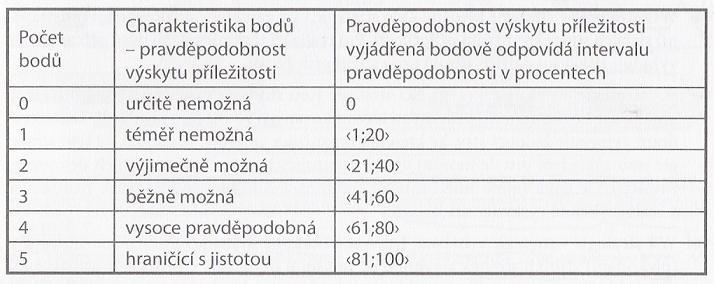 Počet
bodů
Charakteristika bodů
– pravděpodobnost
výskytu příležitosti
Pravděpodobnost výskytu příležitosti
vyjádřená bodově odpovídá intervalu
pravděpodobnosti v procentech
0 určitě nemožná 0
1 téměř nemožná ‹1;20›
2 výjimečně možná ‹21;40›
3 běžně možná ‹41;60›
4 vysoce pravděpodobná ‹61;80›
5 hraničící s jistotou ‹81;100›